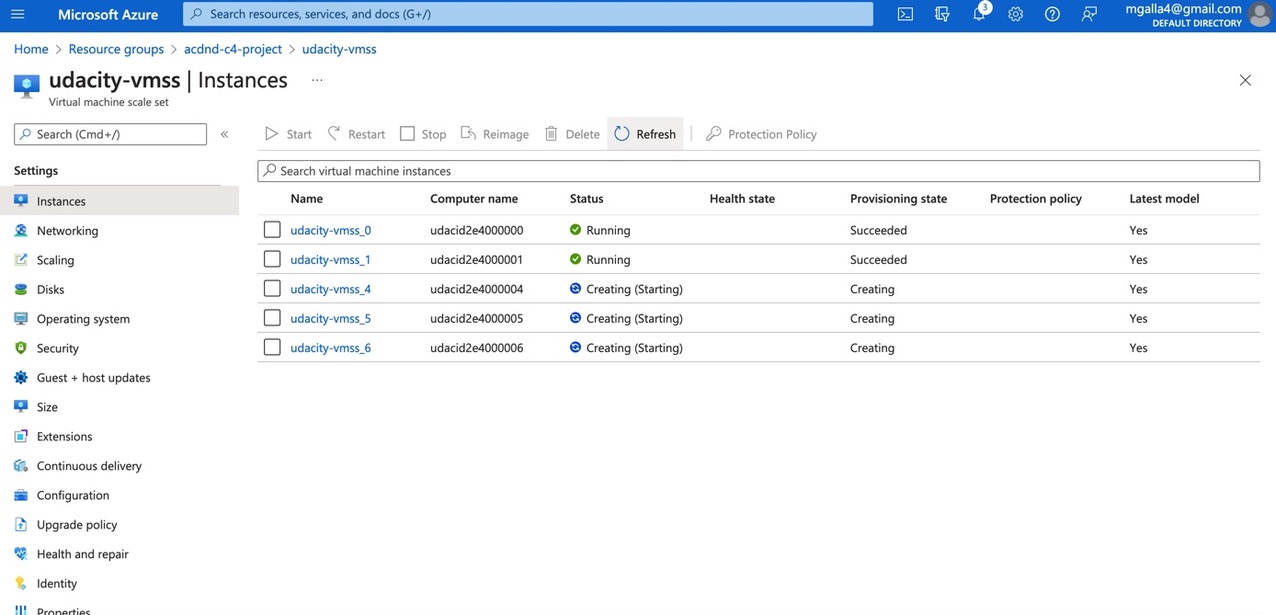 Microsoft Azure
Search resources, services, and docs (G+/)
3
mgalla4@gmail.com
DEFAULT DIRECTORY
Home > Resource groups > acdnd-c4-project > udacity-vmss
udacity-vmss | Instances ...
Virtual machine scale set
Search (Cmd+/) «
Start Restart Stop Reimage Delete Refresh Protection Policy
Search virtual machine instances
Settings
Instances
Networking
Scaling
Disks
Operating system
Security
Guest + host updates
Size
Extensions
Continuous delivery
Configuration
Upgrade policy
Health and repair
Identity
Properties
Name Computer name Status Health state Provisioning state Protection policy Latest model
udacity-vmss_0 udacid2e4000000 Running Succeeded Yes
udacity-vmss_1 udacid2e4000001 Running Succeeded Yes
udacity-vmss_4 udacid2e4000004 Creating (Starting) Creating Yes
udacity-vmss_5 udacid2e4000005 Creating (Starting) Creating Yes
udacity-vmss_6 udacid2e4000006 Creating (Starting) Creating Yes